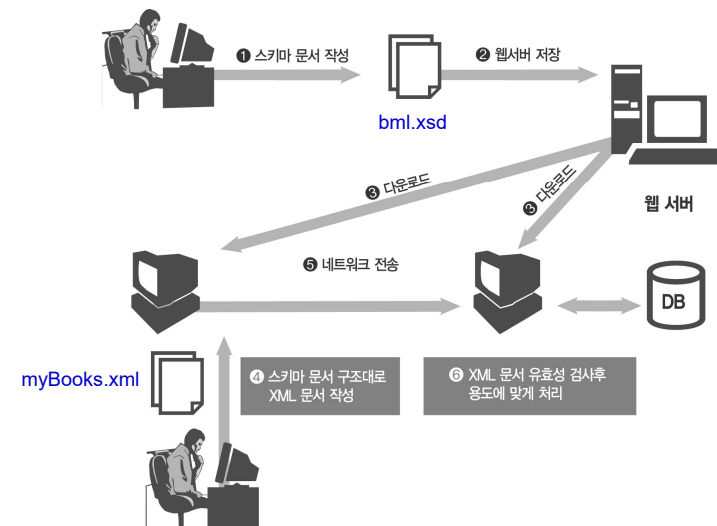 ❶ 스키마 문서 작성
❷ 웹서버 저장
bml.xsd
❸ 다운로드
❸ 다운로드
웹 서버
❺ 네트워크 전송
DB
myBooks.xml
❹ 스키마 문서 구조대로
XML 문서 작성
❻ XML 문서 유효성 검사후
용도에 맞게 처리